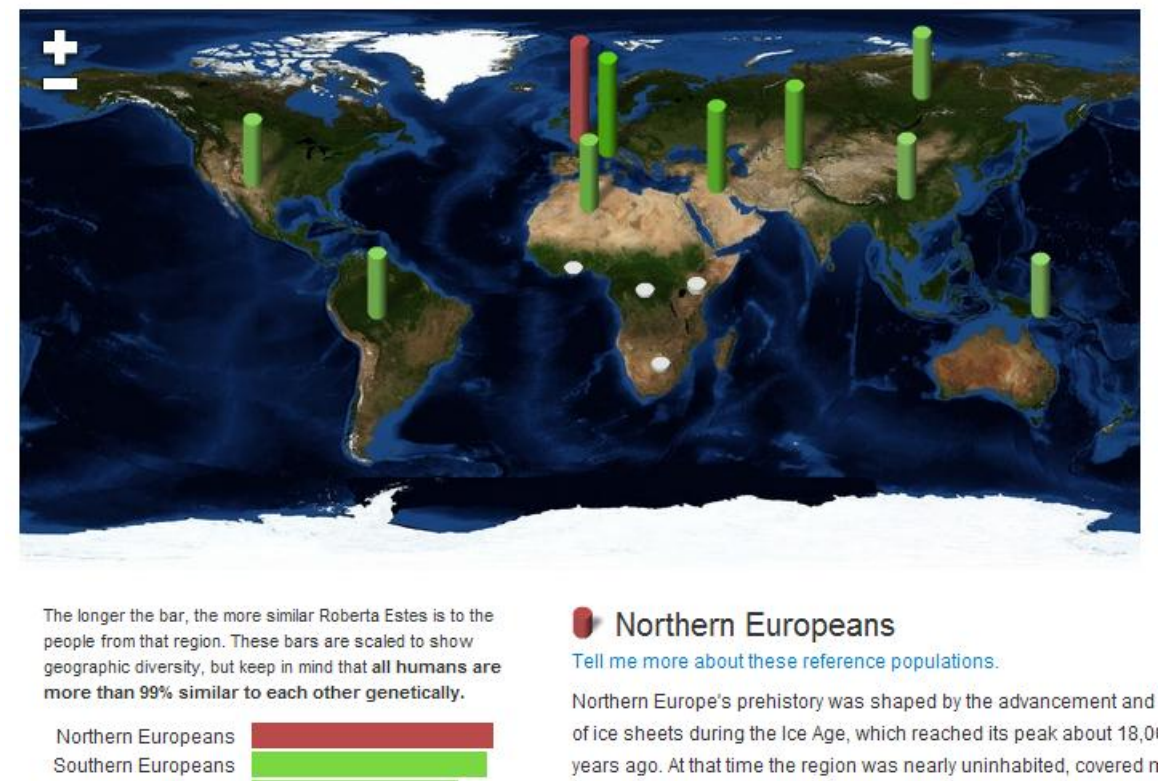 The longer the bar, the more similar Roberta Estes is to the
people from that region. These bars are scaled to show
geographic diversity, but keep in mind that all humans are
more than 99% similar to each other genetically.
Northern Europeans
Southern Europeans
Northern Europeans
Tell me more about these reference populations.
Northern Europe's prehistory was shaped by the advancement and
of ice sheets during the Ice Age, which reached its peak about
years ago. At that time the region was nearly uninhabited, covered